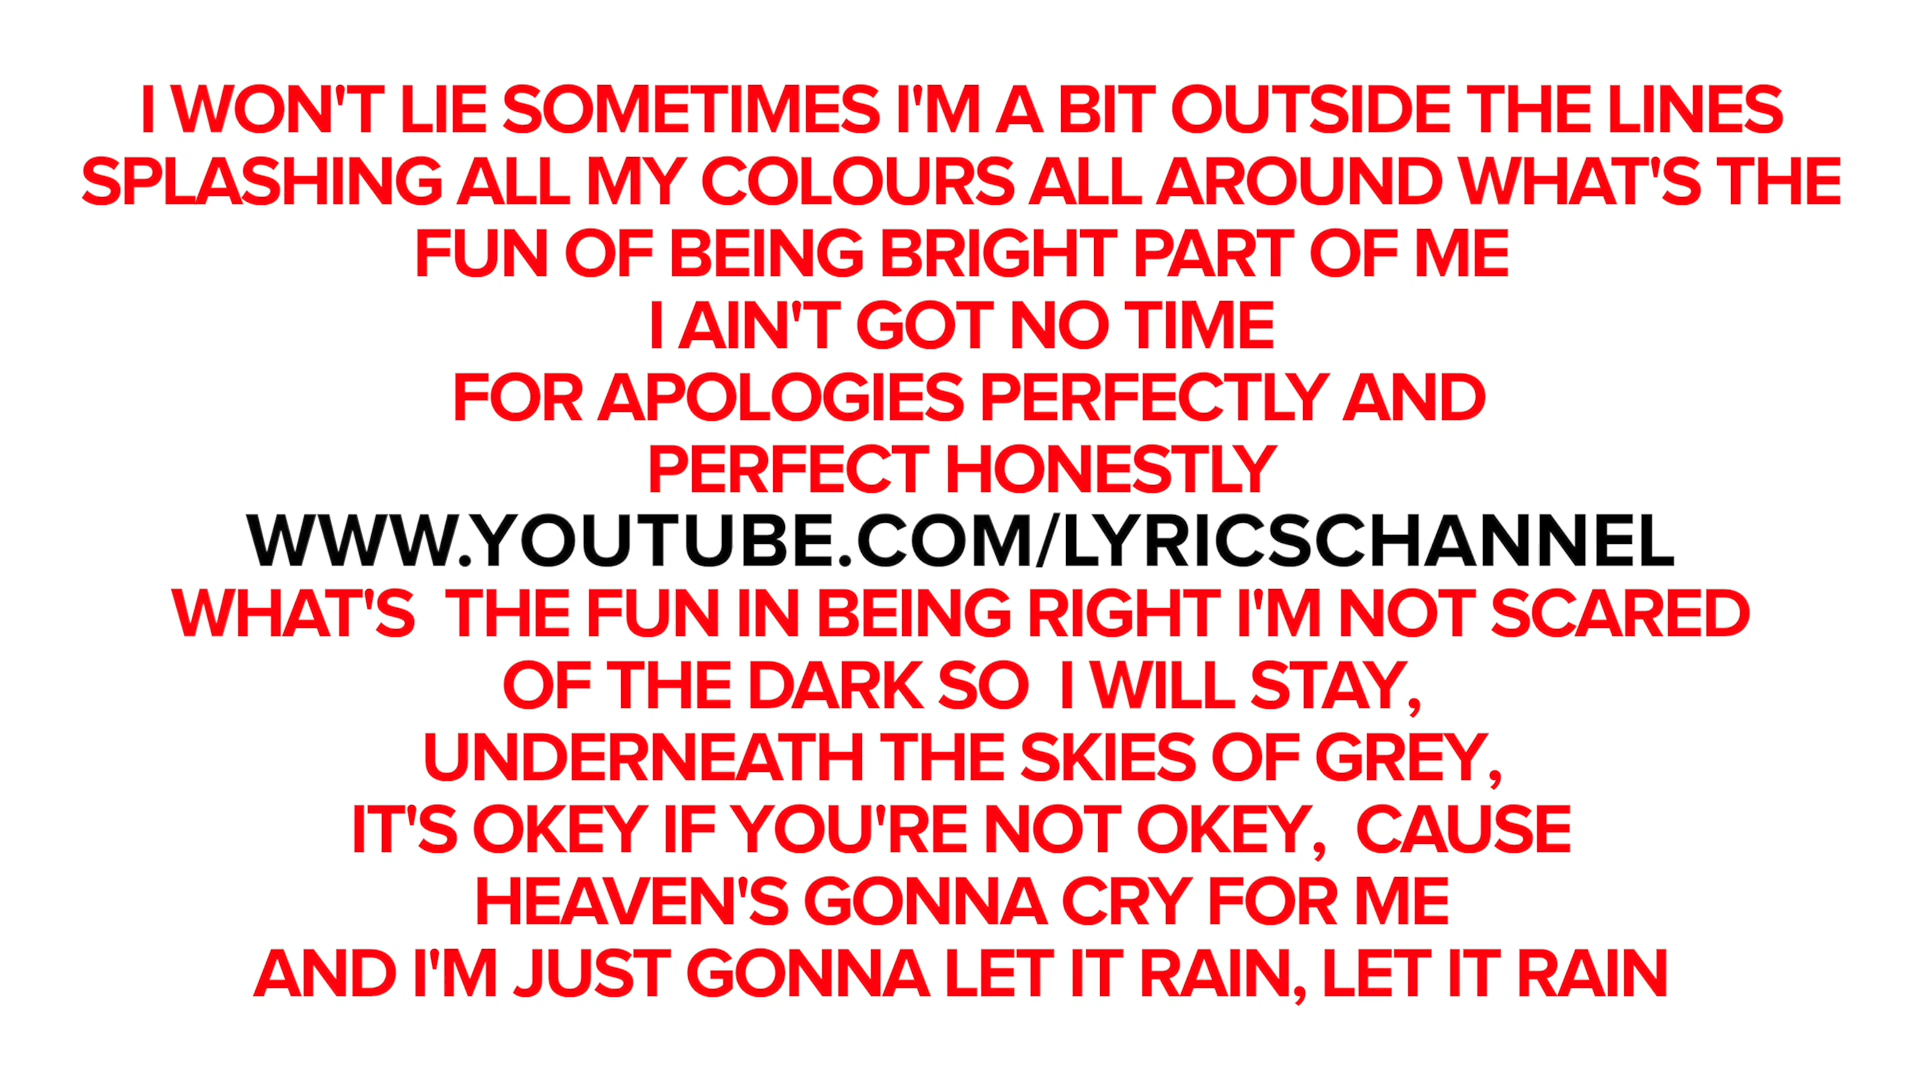 I WON'T LIE SOMETIMES I'M A BIT OUTSIDE THE LINES
SPLASHING ALL MY COLOURS ALL AROUND WHAT'S THE
FUN OF BEING BRIGHT PART OF ME
I AIN'T GOT NO TIME
FOR APOLOGIES PERFECTLY AND
PERFECT HONESTLY
WWW.YOUTUBE.COM/LYRICSCHANNEL
WHAT'S  THE FUN IN BEING RIGHT I'M NOT SCARED
OF THE DARK SO  I WILL STAY,
UNDERNEATH THE SKIES OF GREY,
IT'S OKEY IF YOU'RE NOT OKEY,  CAUSE
HEAVEN'S GONNA CRY FOR ME
AND I'M JUST GONNA LET IT RAIN, LET IT RAIN